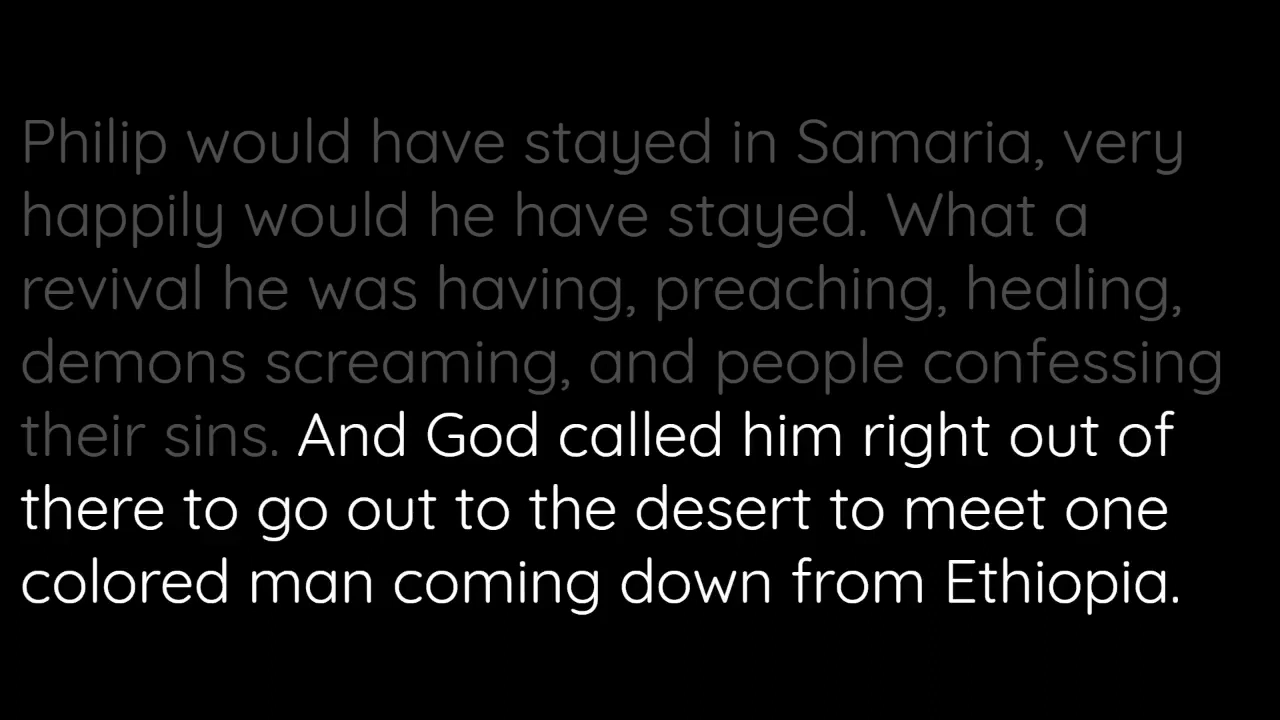 Philip would have stayed in Samaria, very
happily would he have stayed. What a
revival he was having, preaching, healing,
demons screaming, and people confessing
their sins. And God called him right out of
there to go out to the desert to meet one
colored man coming down from Ethiopia.